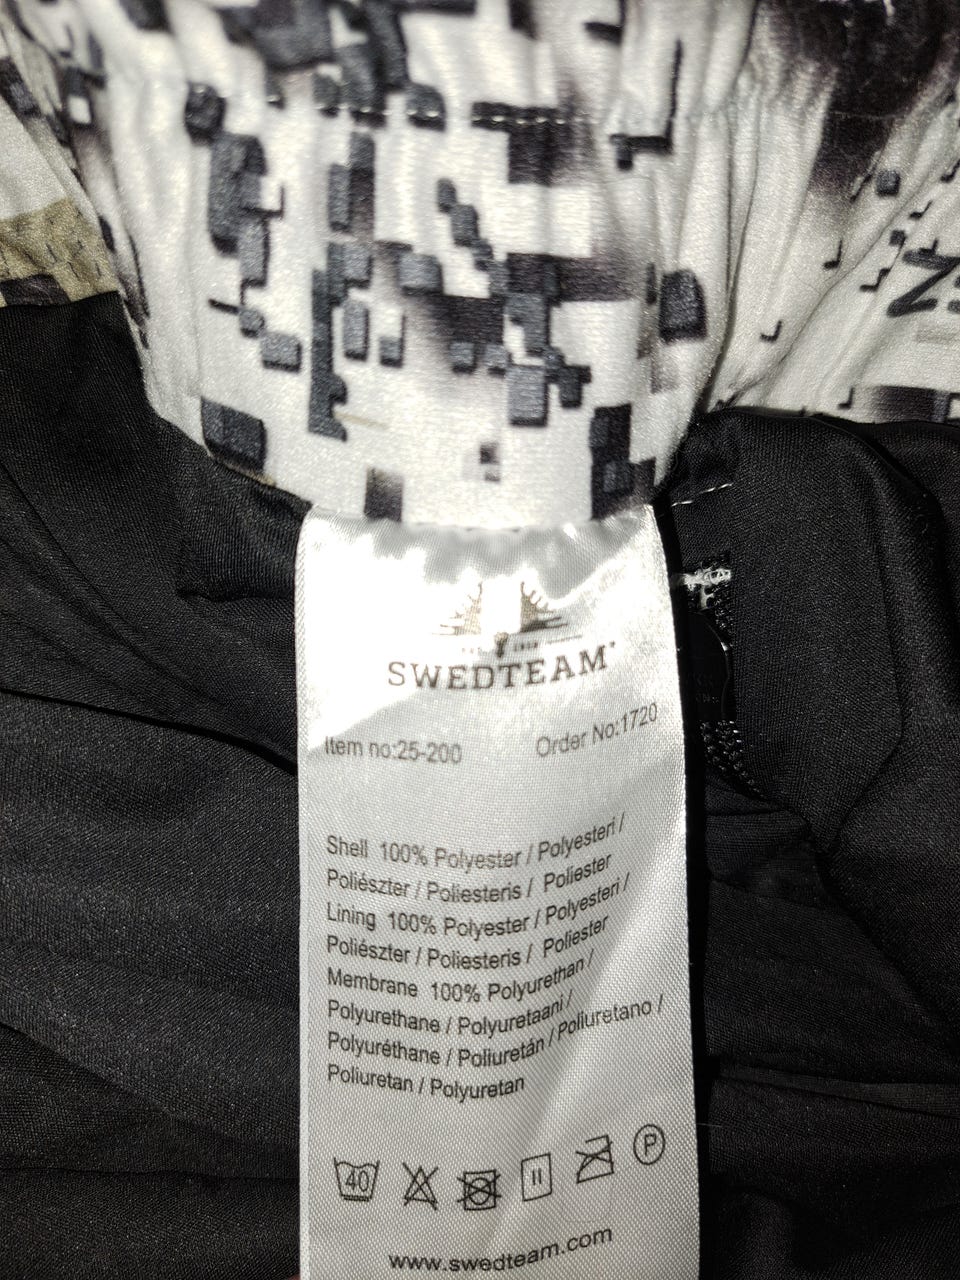 SWEDTEAM
Item no:25-200 Order No:1720
Shell 100% Polyester / Polyesteri /
Poliészter / Poliesteris / Poliester
Lining 100% Polyester / Polyesteri /
Poliészter / Poliesteris / Poliester
Membrane 100% Polyurethan /
Polyurethane / Polyuretaani /
Polyuréthane / Poliuretán / Poliuretano /
Poliuretan / Polyuretan
40 II P
www.swedteam.com